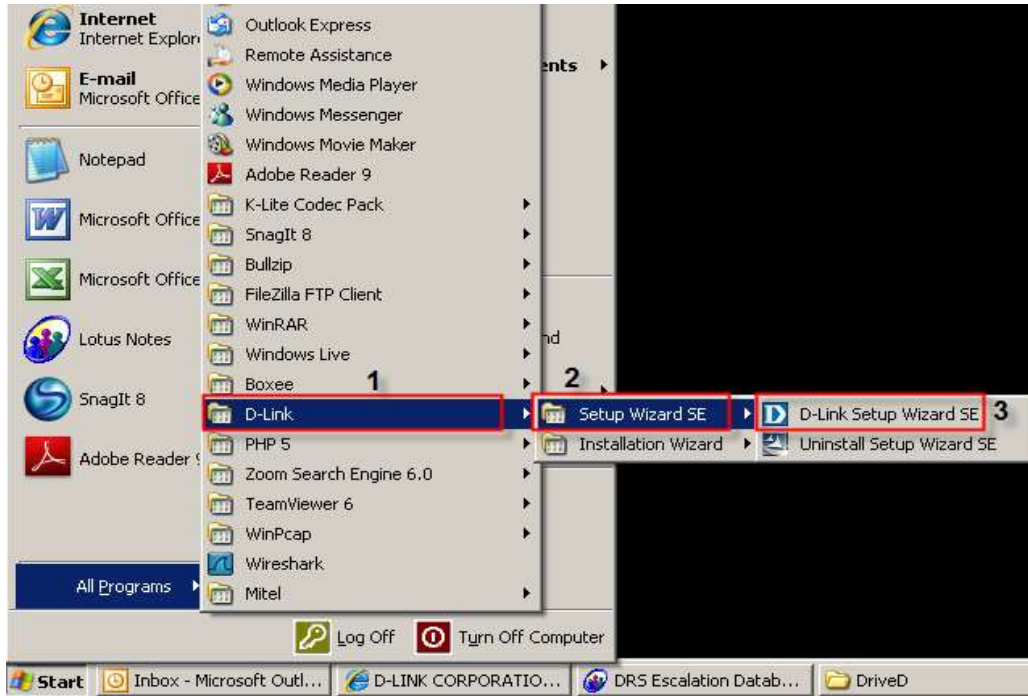 Internet
Internet Explor
E-mail
Microsoft Office
Notepad
Microsoft Office
Microsoft Office
Lotus Notes
SnagIt 8
Adobe Reader 9
All Programs
Outlook Express
Remote Assistance
Windows Media Player
Windows Messenger
Windows Movie Maker
Adobe Reader 9
K-Lite Codec Pack
SnagIt 8
Bullzip
FileZilla FTP Client
WinRAR
Windows Live
Boxee
1
D-Link
PHP 5
Zoom Search Engine 6.0
TeamViewer 6
WinPcap
Wireshark
Mitel
ents
nd
2
Setup Wizard SE
Installation Wizard
D-Link Setup Wizard SE 3
Uninstall Setup Wizard SE
Log Off Turn Off Computer
Start Inbox - Microsoft Outl... D-LINK CORPORATIO... DRS Escalation Datab... DriveD